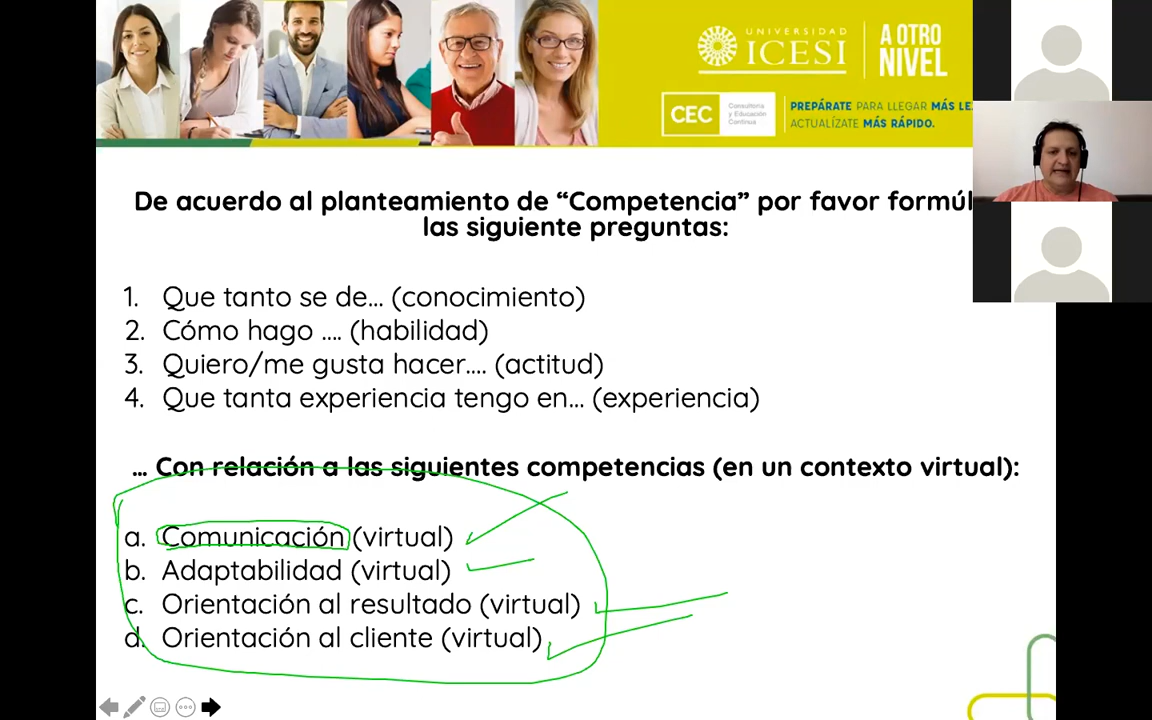 UNIVERSIDAD
ICESI
A OTRO
NIVEL
CEC
Consultoría
y Educación
Continua
PREPÁRATE PARA LLEGAR MÁS LE
ACTUALÍZATE MÁS RÁPIDO.
De acuerdo al planteamiento de “Competencia” por favor formúl
las siguiente preguntas:
1. Que tanto se de... (conocimiento)
2. Cómo hago .... (habilidad)
3. Quiero/me gusta hacer.... (actitud)
4. Que tanta experiencia tengo en... (experiencia)
... Con relación a las siguientes competencias (en un contexto virtual):
a. Comunicación (virtual)
b. Adaptabilidad (virtual)
c. Orientación al resultado (virtual)
d. Orientación al cliente (virtual)